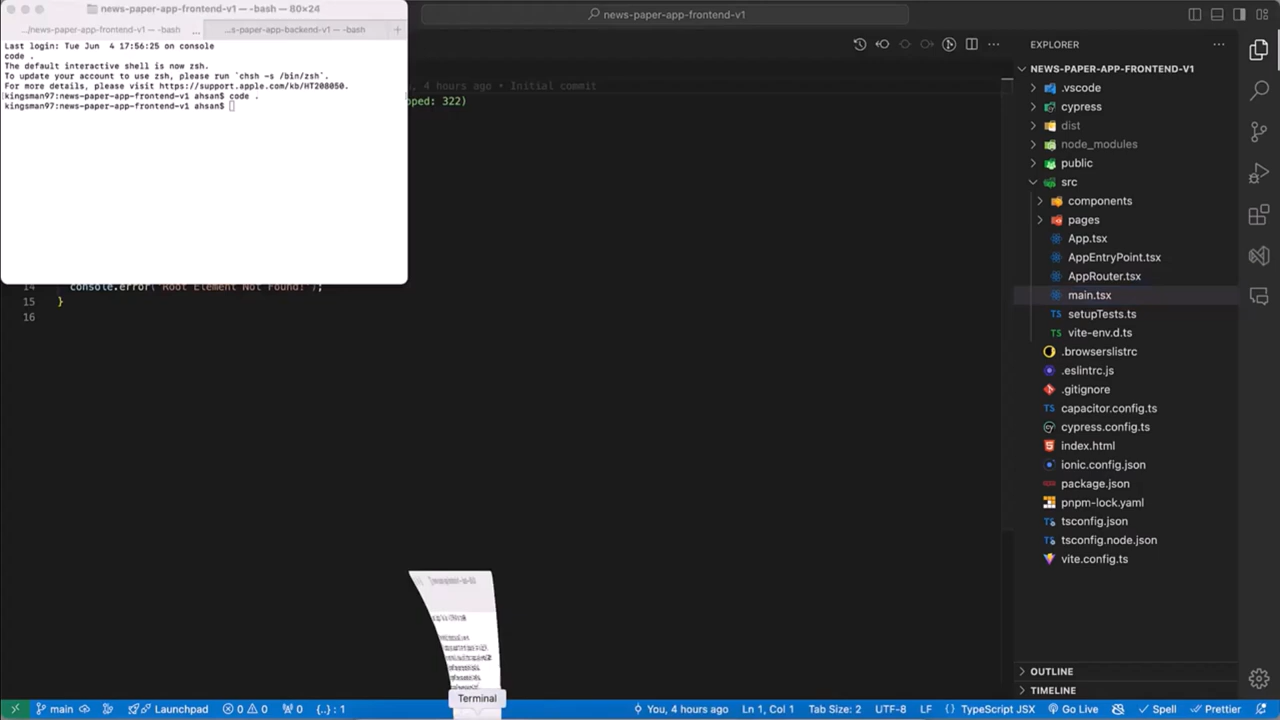 news-paper-app-frontend-v1 — -bash — 80×24
.../news-paper-app-frontend-v1 — -bash ...
...s-paper-app-backend-v1 — -bash +
Last login: Tue Jun  4 17:56:25 on console
code .
The default interactive shell is now zsh.
To update your account to use zsh, please run `chsh -s /bin/zsh`.
For more details, please visit https://support.apple.com/kb/HT208050.
kingsman97:news-paper-app-frontend-v1 ahsan$ code .
kingsman97:news-paper-app-frontend-v1 ahsan$
news-paper-app-frontend-v1
, 4 hours ago • Initial commit
pped: 322)
14 console.error('Root Element Not Found!');
15 }
16
EXPLORER
NEWS-PAPER-APP-FRONTEND-V1
.vscode
cypress
dist
node_modules
public
src
components
pages
App.tsx
AppEntryPoint.tsx
AppRouter.tsx
main.tsx
TS setupTests.ts
TS vite-env.d.ts
.browserslistrc
.eslintrc.js
.gitignore
TS capacitor.config.ts
cypress.config.ts
index.html
ionic.config.json
package.json
pnpm-lock.yaml
tsconfig.json
tsconfig.node.json
vite.config.ts
OUTLINE
TIMELINE
Terminal
main
Launchpad
0 0
0
{..} : 1
You, 4 hours ago
Ln 1, Col 1
Tab Size: 2
UTF-8
LF
{} TypeScript JSX
Go Live
Spell
Prettier